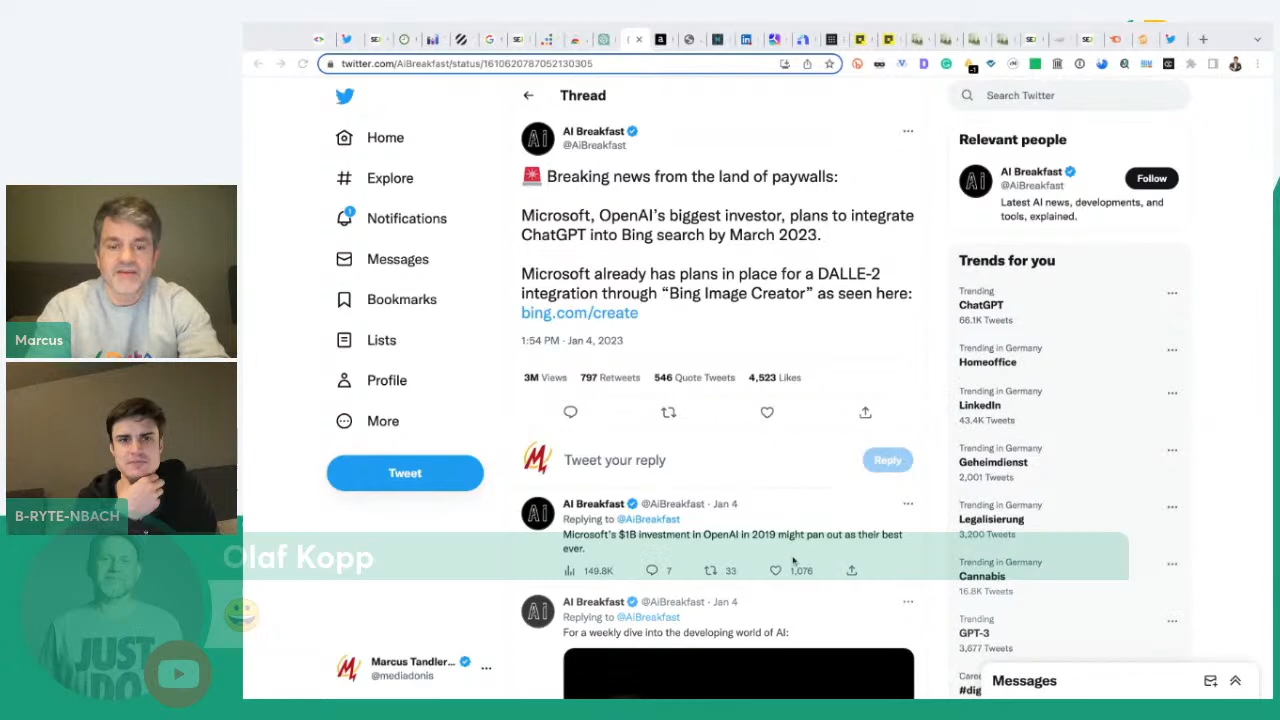 twitter.com/AiBreakfast/status/1610620787052130305
Home
Explore
Notifications
1
Messages
Bookmarks
Lists
Profile
More
Tweet
Marcus Tandler...
@mediadonis
Thread
AI Breakfast
@AiBreakfast
🚨 Breaking news from the land of paywalls:
Microsoft, OpenAI’s biggest investor, plans to integrate
ChatGPT into Bing search by March 2023.
Microsoft already has plans in place for a DALLE-2
integration through “Bing Image Creator” as seen here:
bing.com/create
1:54 PM · Jan 4, 2023
3M Views 797 Retweets 546 Quote Tweets 4,523 Likes
Tweet your reply
Reply
AI Breakfast @AiBreakfast · Jan 4
Replying to @AiBreakfast
Microsoft's $1B investment in OpenAI in 2019 might pan out as their best
ever.
149.8K 7 33 1,076
AI Breakfast @AiBreakfast · Jan 4
Replying to @AiBreakfast
For a weekly dive into the developing world of AI:
Search Twitter
Relevant people
AI Breakfast
@AiBreakfast
Follow
Latest AI news, developments, and
tools, explained.
Trends for you
Trending
ChatGPT
66.1K Tweets
Trending in Germany
Homeoffice
Trending in Germany
LinkedIn
43.4K Tweets
Trending in Germany
Geheimdienst
2,001 Tweets
Trending in Germany
Legalisierung
3,200 Tweets
Trending in Germany
Cannabis
16.8K Tweets
Trending in Germany
GPT-3
3,677 Tweets
Messages
Marcus
B-RYTE-NBACH
Olaf Kopp
😀
JUST